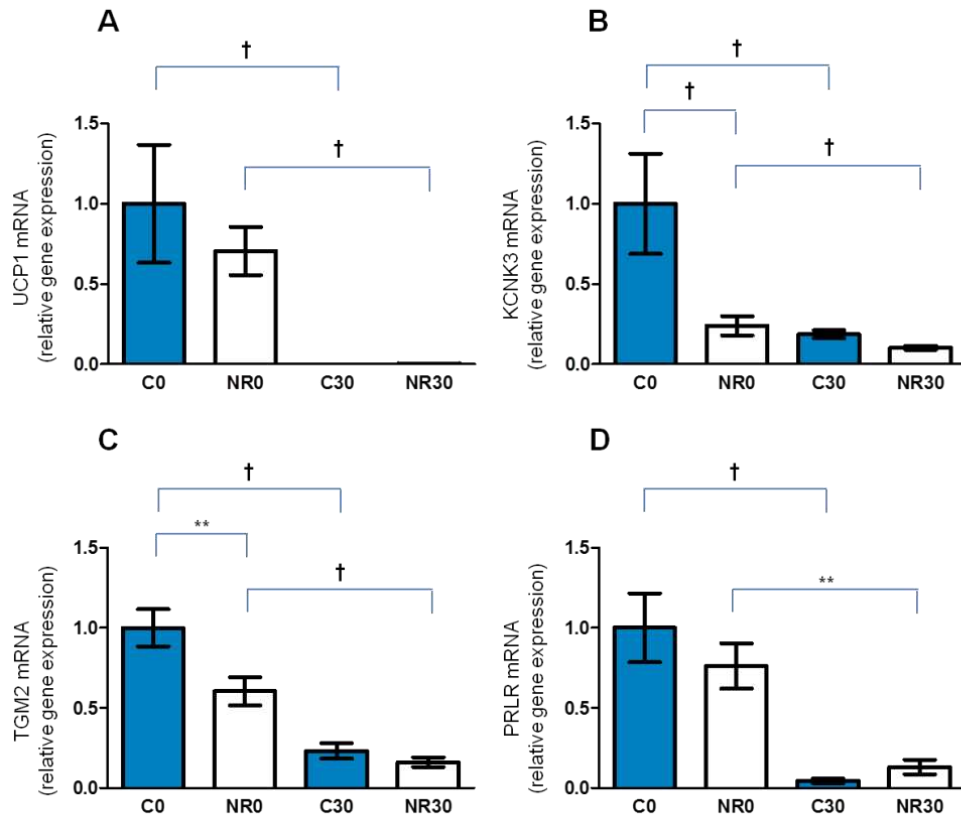 A
†
†
1.5
1.0
0.5
0.0
UCP1 mRNA
(relative gene expression)
C0 NR0 C30 NR30
B
†
†
†
1.5
1.0
0.5
0.0
KCNK3 mRNA
(relative gene expression)
C0 NR0 C30 NR30
C
†
**
†
1.5
1.0
0.5
0.0
TGM2 mRNA
(relative gene expression)
C0 NR0 C30 NR30
D
†
**
1.5
1.0
0.5
0.0
PRLR mRNA
(relative gene expression)
C0 NR0 C30 NR30